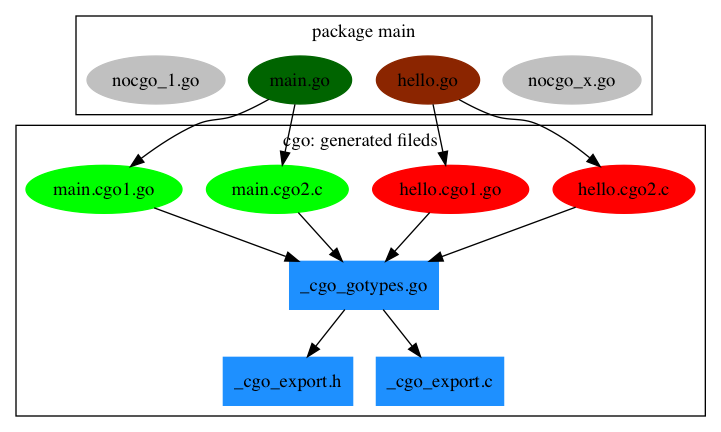 package main
nocgo_1.go
main.go
hello.go
nocgo_x.go
cgo: generated fileds
main.cgo1.go
main.cgo2.c
hello.cgo1.go
hello.cgo2.c
_cgo_gotypes.go
_cgo_export.h
_cgo_export.c